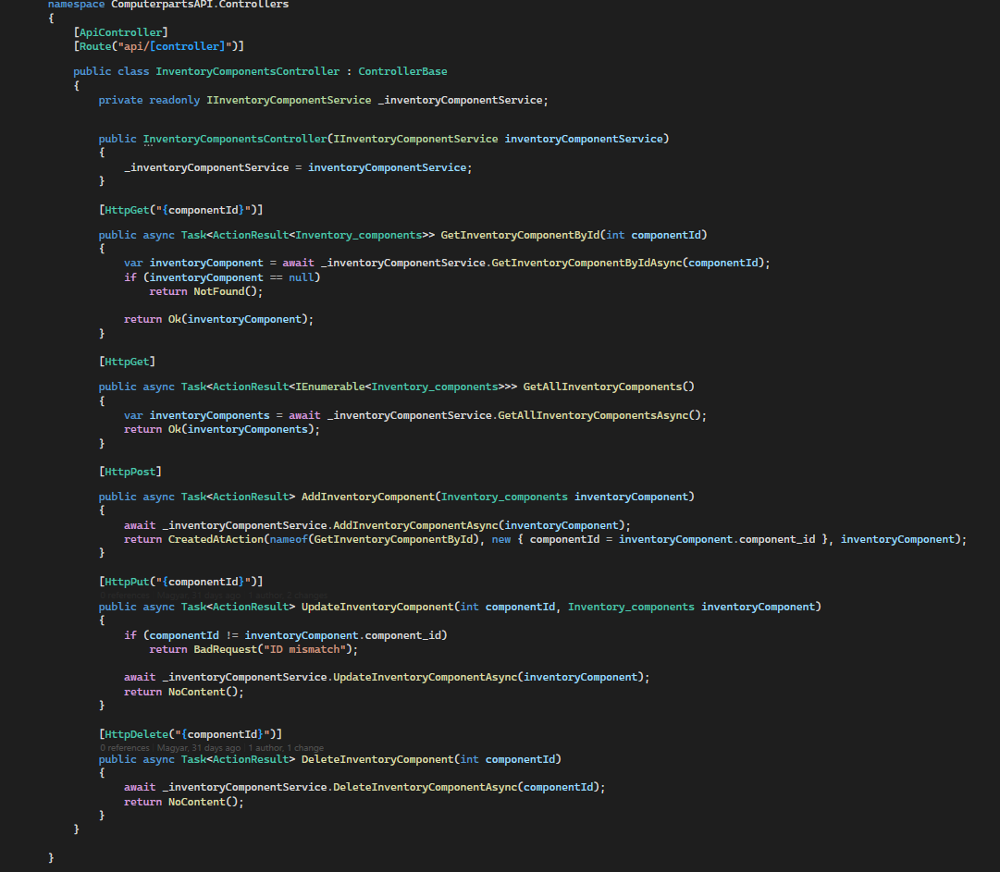 namespace ComputerpartsAPI.Controllers
{
[ApiController]
[Route("api/[controller]")]
public class InventoryComponentsController : ControllerBase
{
private readonly IInventoryComponentService _inventoryComponentService;
public InventoryComponentsController(IInventoryComponentService inventoryComponentService)
{
_inventoryComponentService = inventoryComponentService;
}
[HttpGet("{componentId}")]
public async Task<ActionResult<Inventory_components>> GetInventoryComponentById(int componentId)
{
var inventoryComponent = await _inventoryComponentService.GetInventoryComponentByIdAsync(componentId);
if (inventoryComponent == null)
return NotFound();
return Ok(inventoryComponent);
}
[HttpGet]
public async Task<ActionResult<IEnumerable<Inventory_components>>> GetAllInventoryComponents()
{
var inventoryComponents = await _inventoryComponentService.GetAllInventoryComponentsAsync();
return Ok(inventoryComponents);
}
[HttpPost]
public async Task<ActionResult> AddInventoryComponent(Inventory_components inventoryComponent)
{
await _inventoryComponentService.AddInventoryComponentAsync(inventoryComponent);
return CreatedAtAction(nameof(GetInventoryComponentById), new { componentId = inventoryComponent.component_id }, inventoryComponent);
}
[HttpPut("{componentId}")]
public async Task<ActionResult> UpdateInventoryComponent(int componentId, Inventory_components inventoryComponent)
{
if (componentId != inventoryComponent.component_id)
return BadRequest("ID mismatch");
await _inventoryComponentService.UpdateInventoryComponentAsync(inventoryComponent);
return NoContent();
}
[HttpDelete("{componentId}")]
0 references | Magyar, 31 days ago | 1 author, 1 change
public async Task<ActionResult> DeleteInventoryComponent(int componentId)
{
await _inventoryComponentService.DeleteInventoryComponentAsync(componentId);
return NoContent();
}
}
}